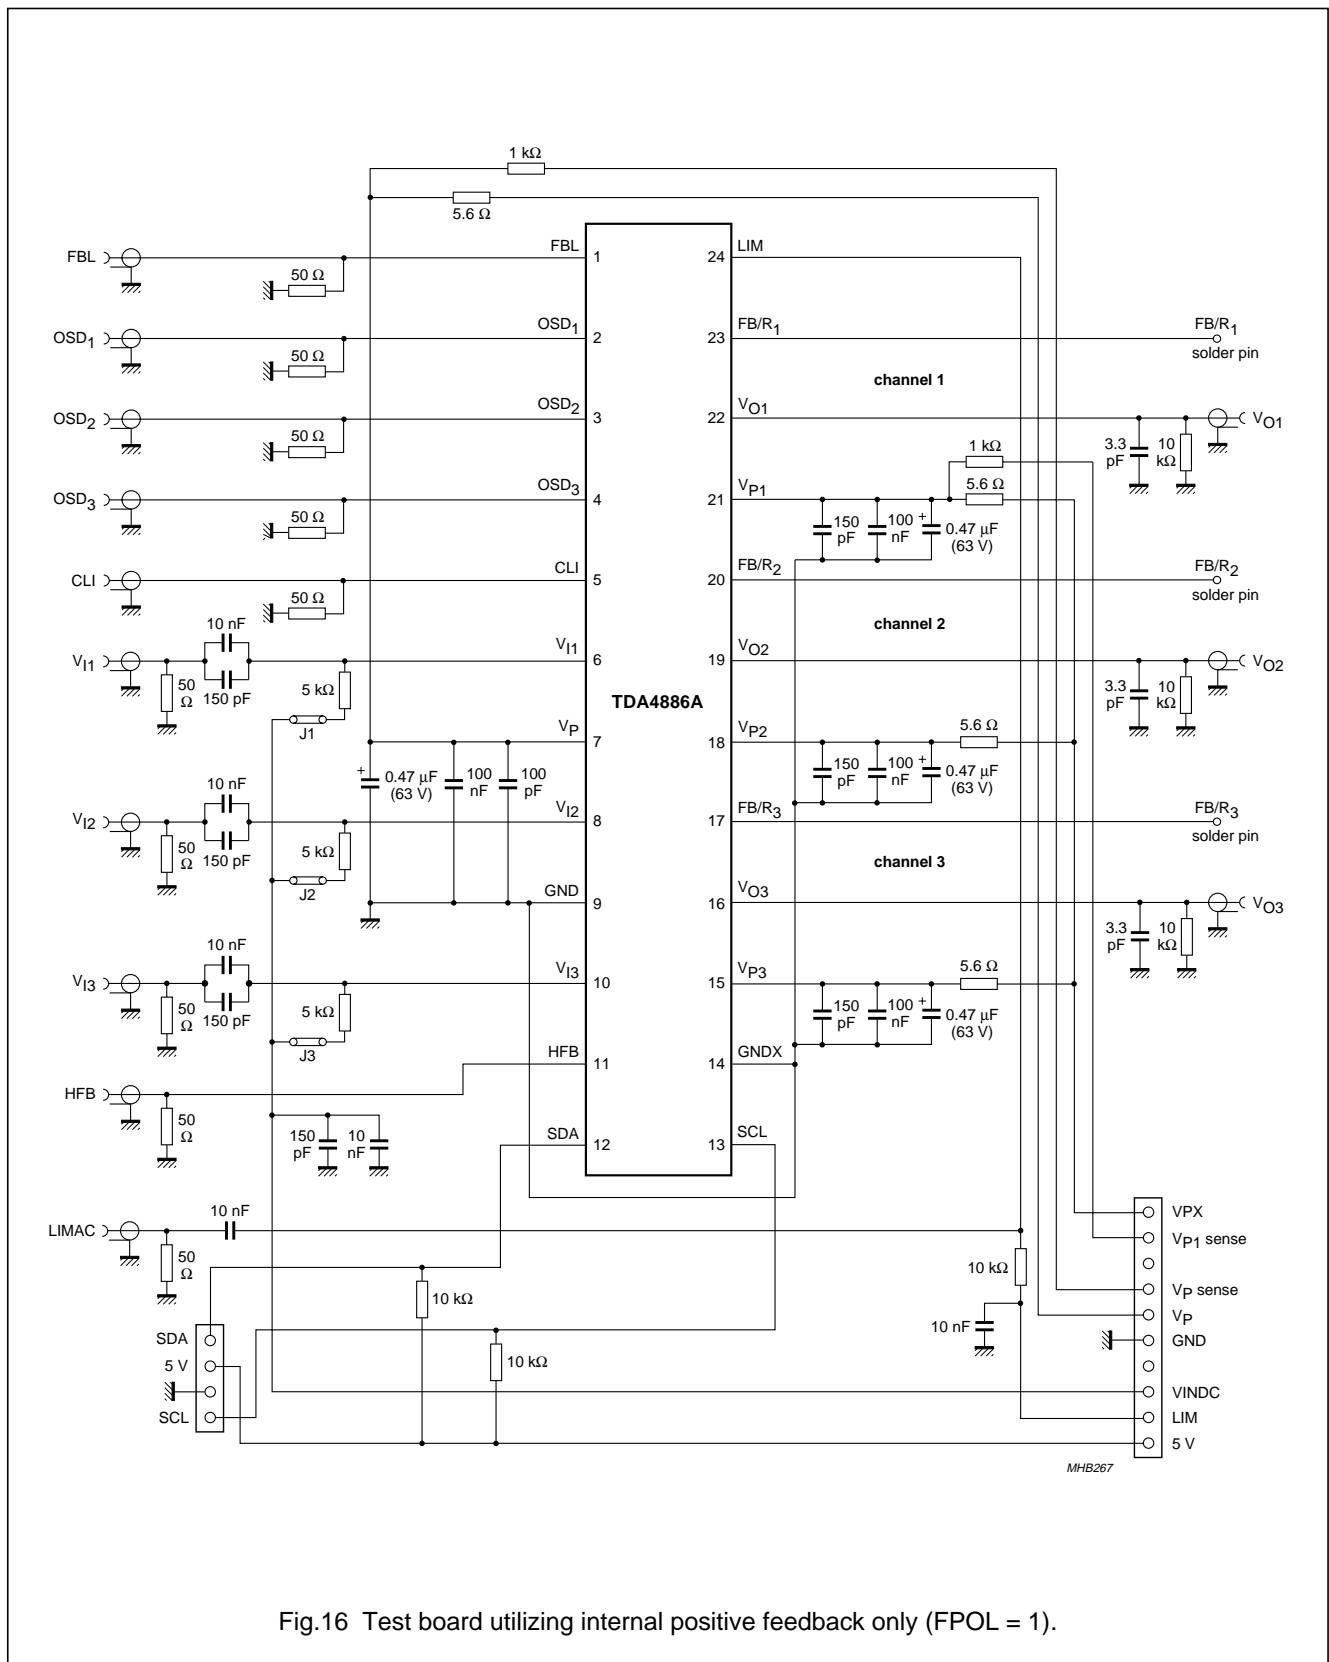 1 kΩ
5.6 Ω
FBL
FBL
1
24
LIM
50 Ω
OSD1
OSD1
2
23
FB/R1
FB/R1
solder pin
50 Ω
channel 1
OSD2
OSD2
3
22
VO1
VO1
50 Ω
3.3 pF
10 kΩ
1 kΩ
5.6 Ω
OSD3
OSD3
4
21
VP1
50 Ω
150 pF
100 nF
+
0.47 μF
(63 V)
CLI
CLI
5
20
FB/R2
FB/R2
solder pin
50 Ω
10 nF
channel 2
VI1
VI1
6
19
VO2
VO2
50 Ω
150 pF
5 kΩ
J1
3.3 pF
10 kΩ
TDA4886A
VP
7
18
VP2
5.6 Ω
10 nF
+
0.47 μF
(63 V)
100 nF
100 pF
150 pF
100 nF
+
0.47 μF
(63 V)
VI2
VI2
8
17
FB/R3
FB/R3
solder pin
50 Ω
150 pF
5 kΩ
J2
channel 3
GND
9
16
VO3
VO3
3.3 pF
10 kΩ
10 nF
VI3
VI3
10
15
VP3
5.6 Ω
50 Ω
150 pF
5 kΩ
J3
150 pF
100 nF
+
0.47 μF
(63 V)
HFB
HFB
11
14
GNDX
50 Ω
150 pF
10 nF
SDA
12
13
SCL
LIMAC
10 nF
50 Ω
10 kΩ
10 kΩ
10 kΩ
10 nF
SDA
5 V
SCL
VPX
VP1 sense
VP sense
VP
GND
VINDC
LIM
5 V
MHB267
Fig.16 Test board utilizing internal positive feedback only (FPOL = 1).